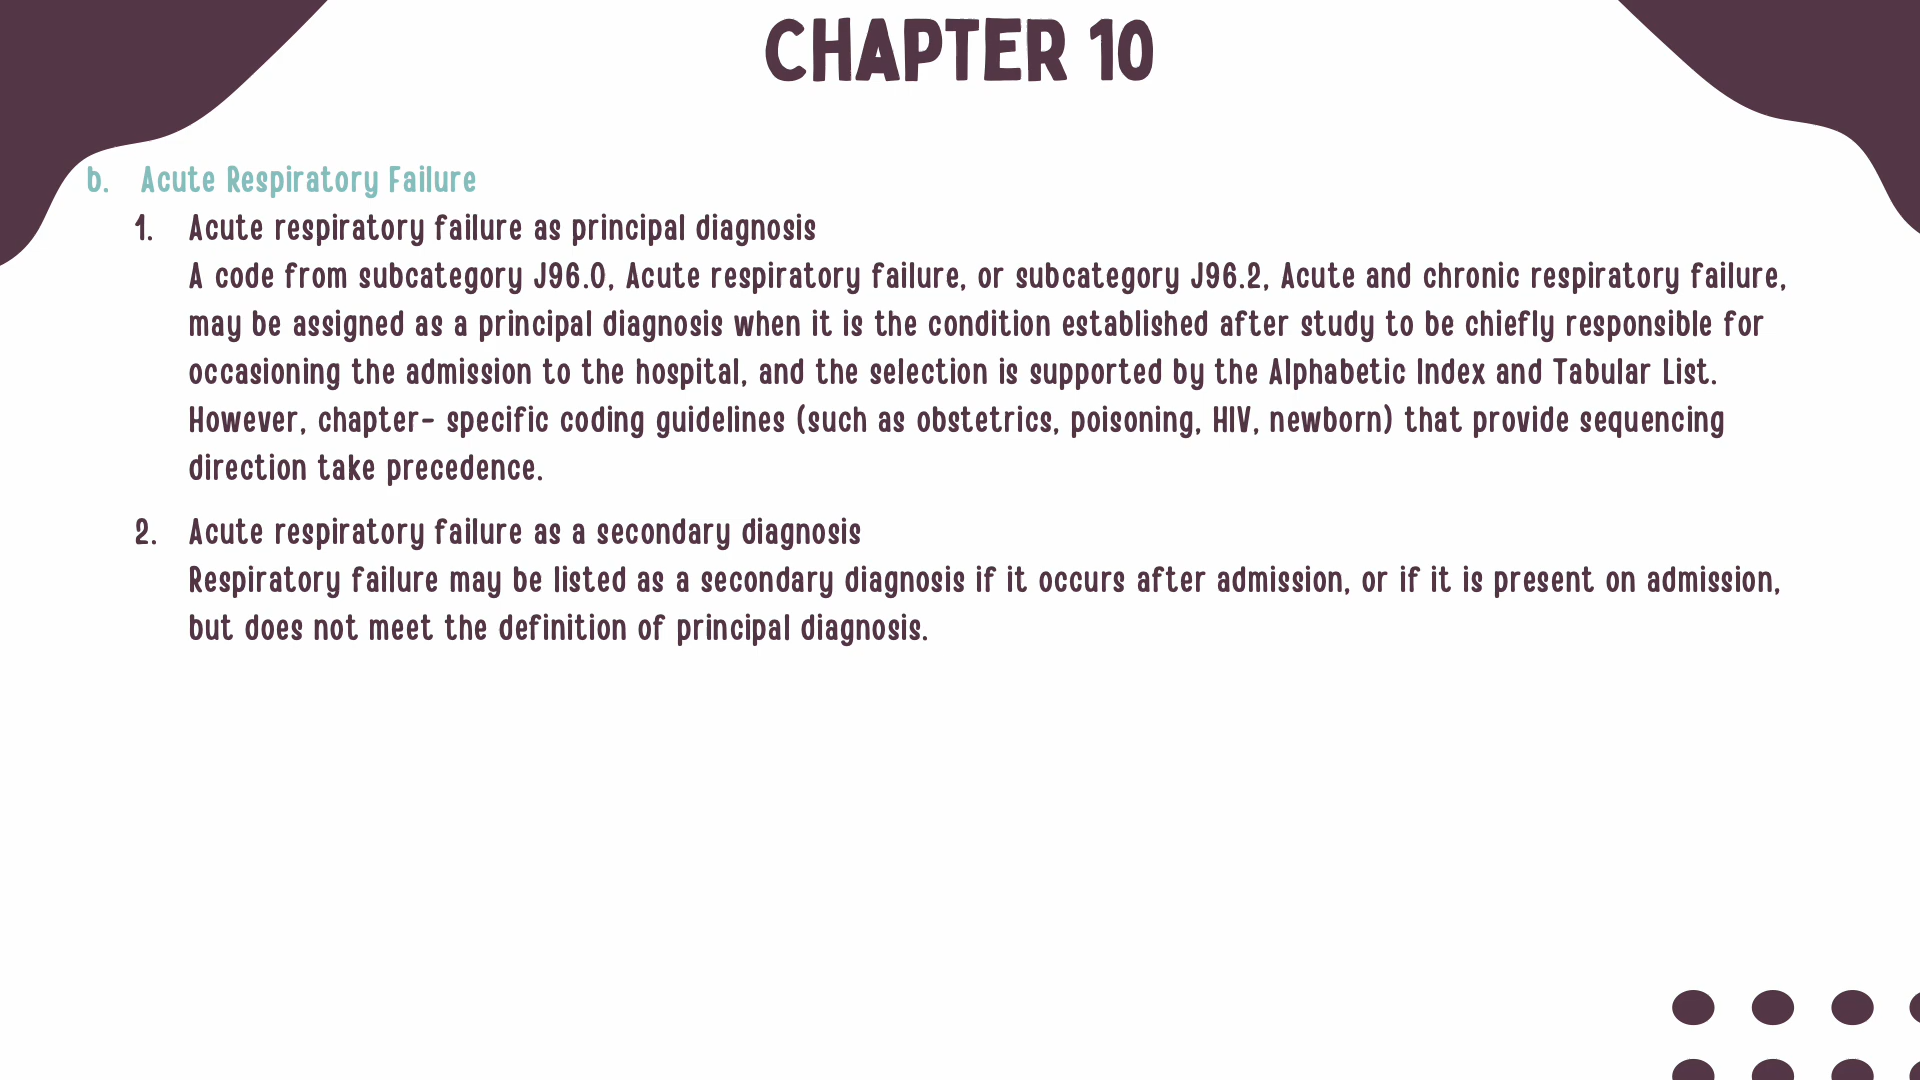 CHAPTER 10
b. Acute Respiratory Failure
1. Acute respiratory failure as principal diagnosis
A code from subcategory J96.0, Acute respiratory failure, or subcategory J96.2, Acute and chronic respiratory failure,
may be assigned as a principal diagnosis when it is the condition established after study to be chiefly responsible for
occasioning the admission to the hospital, and the selection is supported by the Alphabetic Index and Tabular List.
However, chapter- specific coding guidelines (such as obstetrics, poisoning, HIV, newborn) that provide sequencing
direction take precedence.
2. Acute respiratory failure as a secondary diagnosis
Respiratory failure may be listed as a secondary diagnosis if it occurs after admission, or if it is present on admission,
but does not meet the definition of principal diagnosis.